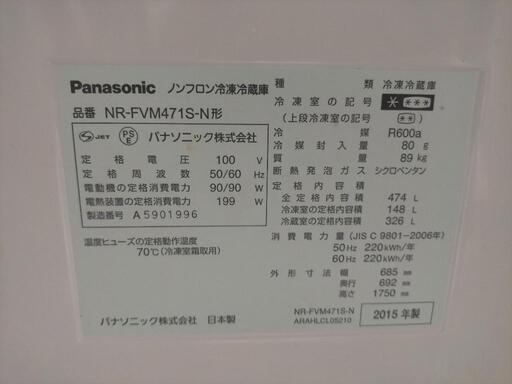 Panasonic ノンフロン冷凍冷蔵庫
品番 NR-FVM471S-N形
JET PSE パナソニック株式会社
定格電圧 100 V
定格周波数 50/60 Hz
電動機の定格消費電力 90/90 W
電熱装置の定格消費電力 199 W
製造番号 A5901996
温度ヒューズの定格動作温度
70℃(冷凍室霜取用)
パナソニック株式会社 日本製
種類 冷凍冷蔵庫
冷凍室の記号 * ***
(上段冷凍室の記号 **)
冷媒 R600a
冷媒封入量 80 g
質量 89 kg
断熱発泡ガス シクロペンタン
定格内容積
全定格内容積 474 L
冷凍室の定格内容積 148 L
冷蔵室の定格内容積 326 L
消費電力量(JIS C 9801-2006年)
50Hz 220kWh/年
60Hz 220kWh/年
外形寸法 幅 685 mm
奥行 692 mm
高さ 1750 mm
NR-FVM471S-N
ARAHLCL05210
2015年製